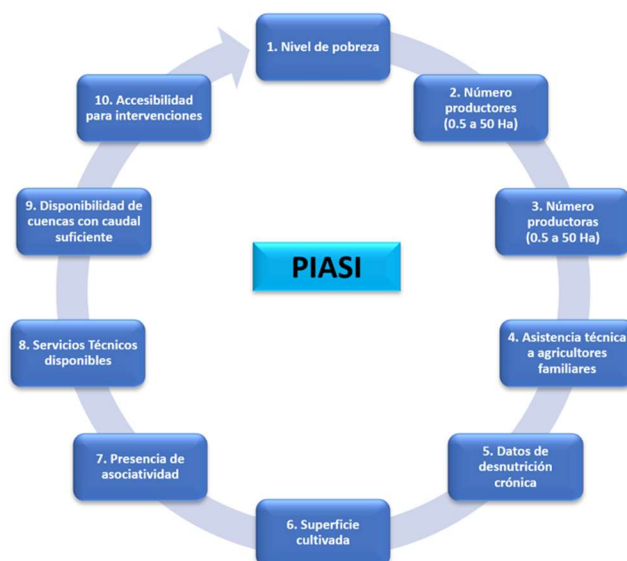 1. Nivel de pobreza
2. Número
productores
(0.5 a 50 Ha)
3. Número
productoras
(0.5 a 50 Ha)
4. Asistencia técnica
a agricultores
familiares
5. Datos de
desnutrición
crónica
6. Superficie
cultivada
7. Presencia de
asociatividad
8. Servicios Técnicos
disponibles
9. Disponibilidad de
cuencas con caudal
suficiente
10. Accesibilidad
para intervenciones
PIASI